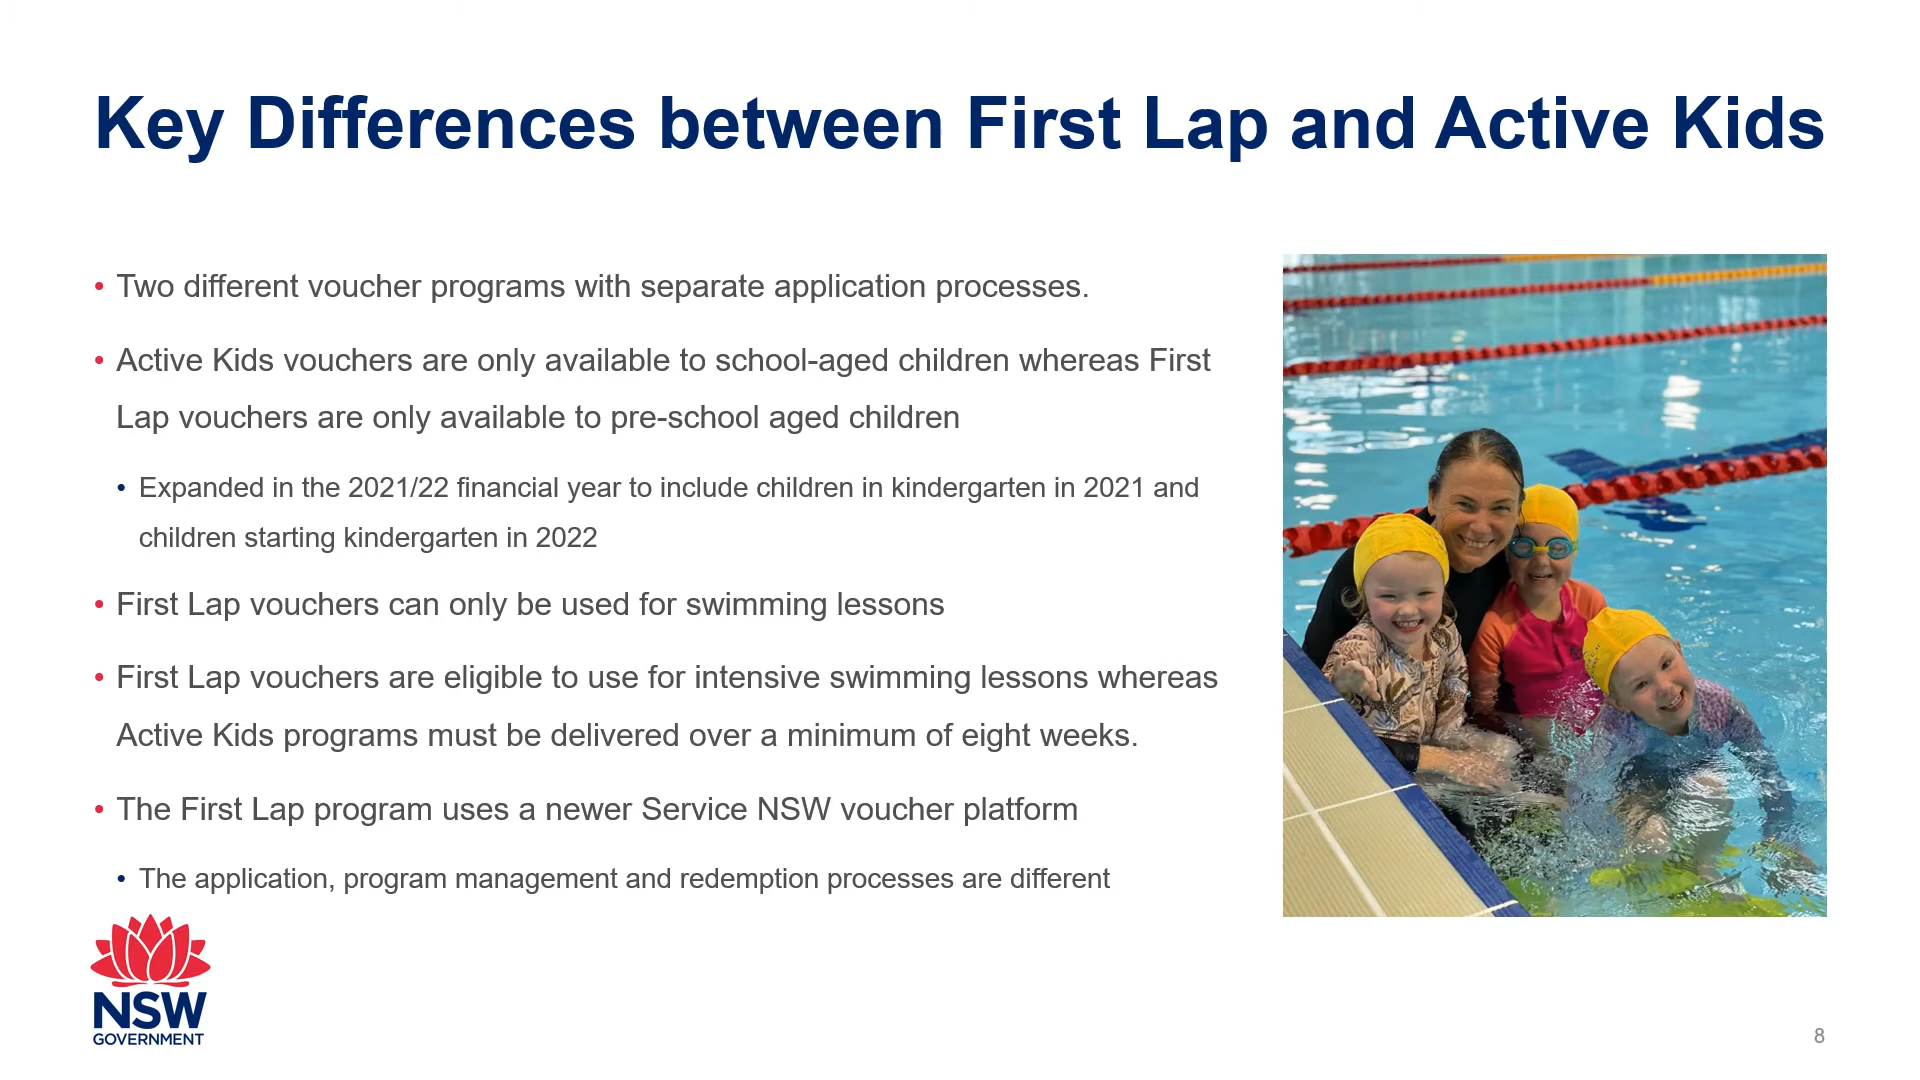 Key Differences between First Lap and Active Kids
• Two different voucher programs with separate application processes.
• Active Kids vouchers are only available to school-aged children whereas First
Lap vouchers are only available to pre-school aged children
• Expanded in the 2021/22 financial year to include children in kindergarten in 2021 and
children starting kindergarten in 2022
• First Lap vouchers can only be used for swimming lessons
• First Lap vouchers are eligible to use for intensive swimming lessons whereas
Active Kids programs must be delivered over a minimum of eight weeks.
• The First Lap program uses a newer Service NSW voucher platform
• The application, program management and redemption processes are different
NSW
GOVERNMENT
8